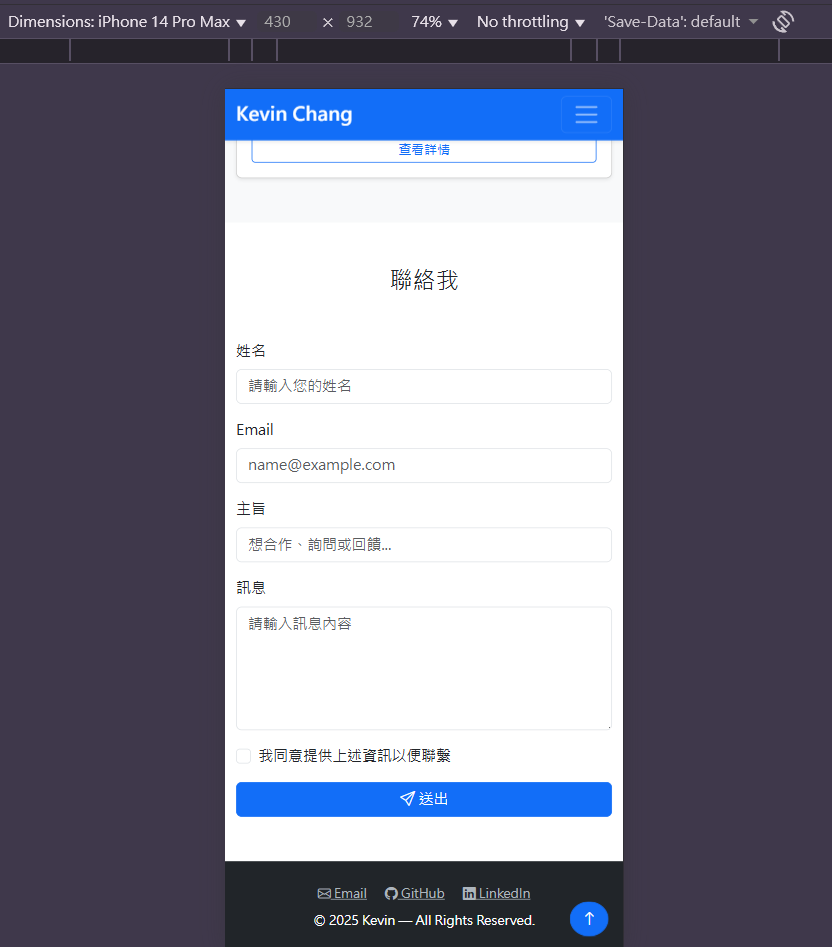 Dimensions: iPhone 14 Pro Max 430 × 932 74% No throttling 'Save-Data': default
Kevin Chang
查看詳情
聯絡我
姓名
請輸入您的姓名
Email
name@example.com
主旨
想合作、詢問或回饋...
訊息
請輸入訊息內容
我同意提供上述資訊以便聯繫
送出
Email GitHub LinkedIn
© 2025 Kevin — All Rights Reserved.